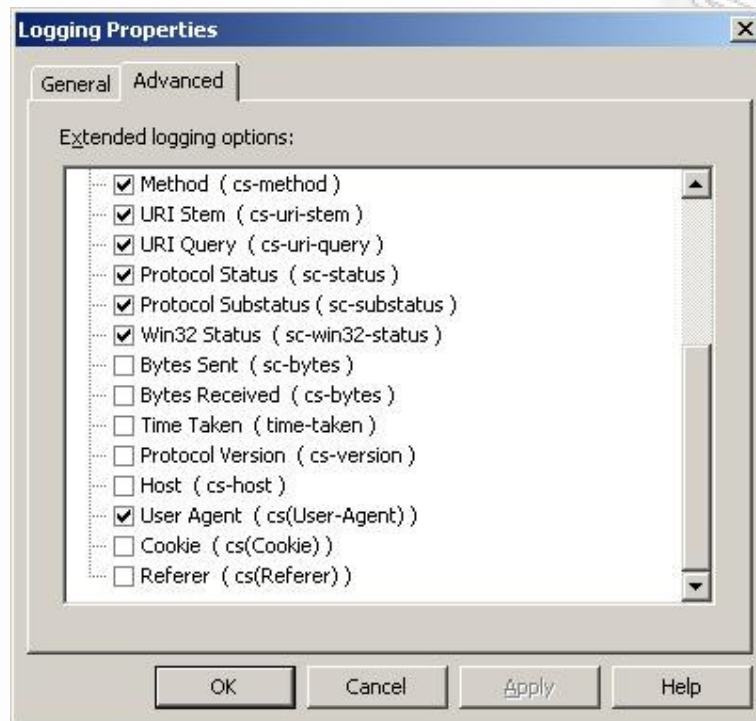 Logging Properties
General Advanced
Extended logging options:
Method ( cs-method )
URI Stem ( cs-uri-stem )
URI Query ( cs-uri-query )
Protocol Status ( sc-status )
Protocol Substatus ( sc-substatus )
Win32 Status ( sc-win32-status )
Bytes Sent ( sc-bytes )
Bytes Received ( cs-bytes )
Time Taken ( time-taken )
Protocol Version ( cs-version )
Host ( cs-host )
User Agent ( cs(User-Agent) )
Cookie ( cs(Cookie) )
Referer ( cs(Referer) )
OK Cancel Apply Help